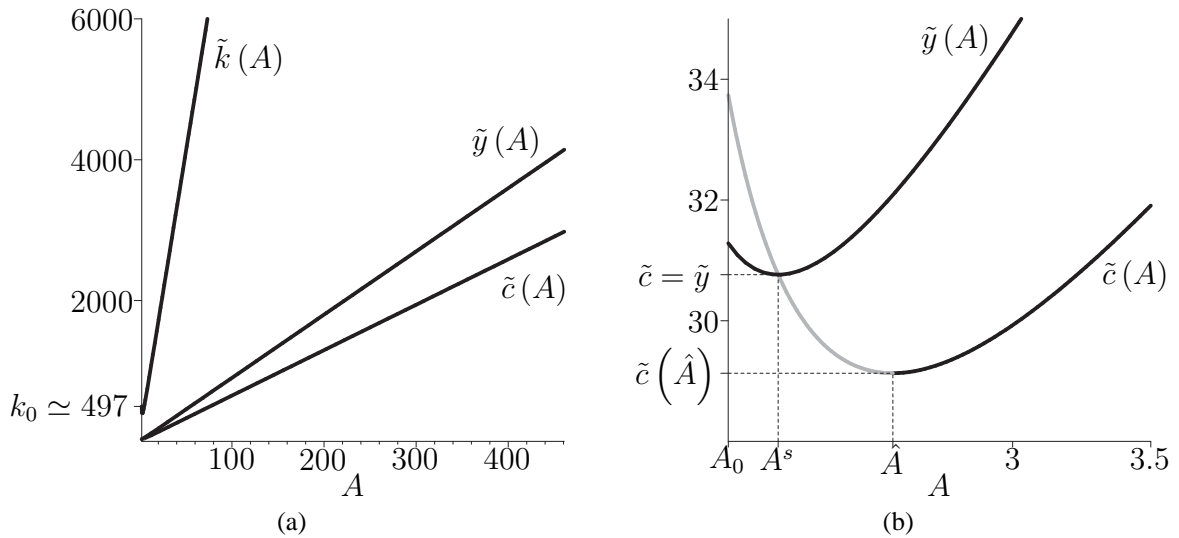 6000
k̃ (A)
4000
ỹ (A)
c̃ (A)
2000
k₀ ≃ 497
100 200 300 400
A
(a)
ỹ (A)
34
32
c̃ = ỹ
c̃ (A)
30
c̃ (Â)
A₀ Aˢ Â 3 3.5
A
(b)